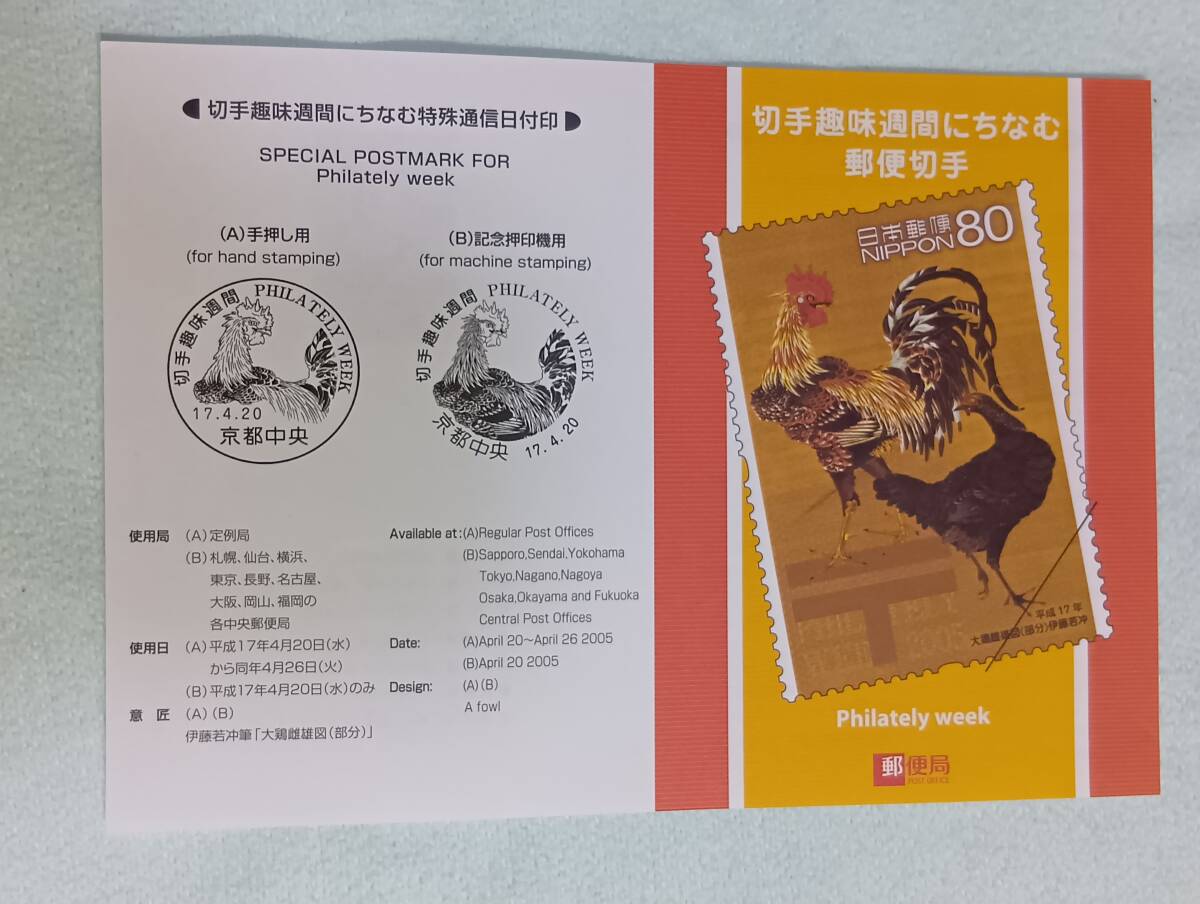 切手趣味週間にちなむ特殊通信日付印
SPECIAL POSTMARK FOR
Philately week
(A)手押し用
(for hand stamping)
切手趣味週間 PHILATELY WEEK
17.4.20
京都中央
(B)記念押印機用
(for machine stamping)
切手趣味週間 PHILATELY WEEK
京都中央 17.4.20
使用局 (A)定例局
(B)札幌、仙台、横浜、
東京、長野、名古屋、
大阪、岡山、福岡の
各中央郵便局
使用日 (A)平成17年4月20日(水)
から同年4月26日(火)
(B)平成17年4月20日(水)のみ
意匠 (A)(B)
伊藤若冲筆「大鶏雌雄図(部分)」
Available at:(A)Regular Post Offices
(B)Sapporo,Sendai,Yokohama
Tokyo,Nagano,Nagoya
Osaka,Okayama and Fukuoka
Central Post Offices
Date: (A)April 20~April 26 2005
(B)April 20 2005
Design: (A)(B)
A fowl
切手趣味週間にちなむ
郵便切手
日本郵便
NIPPON 80
平成17年
大鶏雌雄図(部分)伊藤若冲
Philately week
郵便局
POST OFFICE